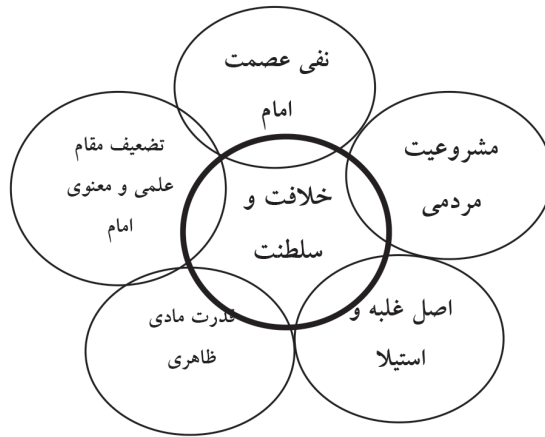 نفی عصمت
امام
مشروعیت
مردمی
تضعیف مقام
علمی و معنوی
امام
خلافت و
سلطنت
اصل غلبه و
استیلا
قدرت مادی
ظاهری